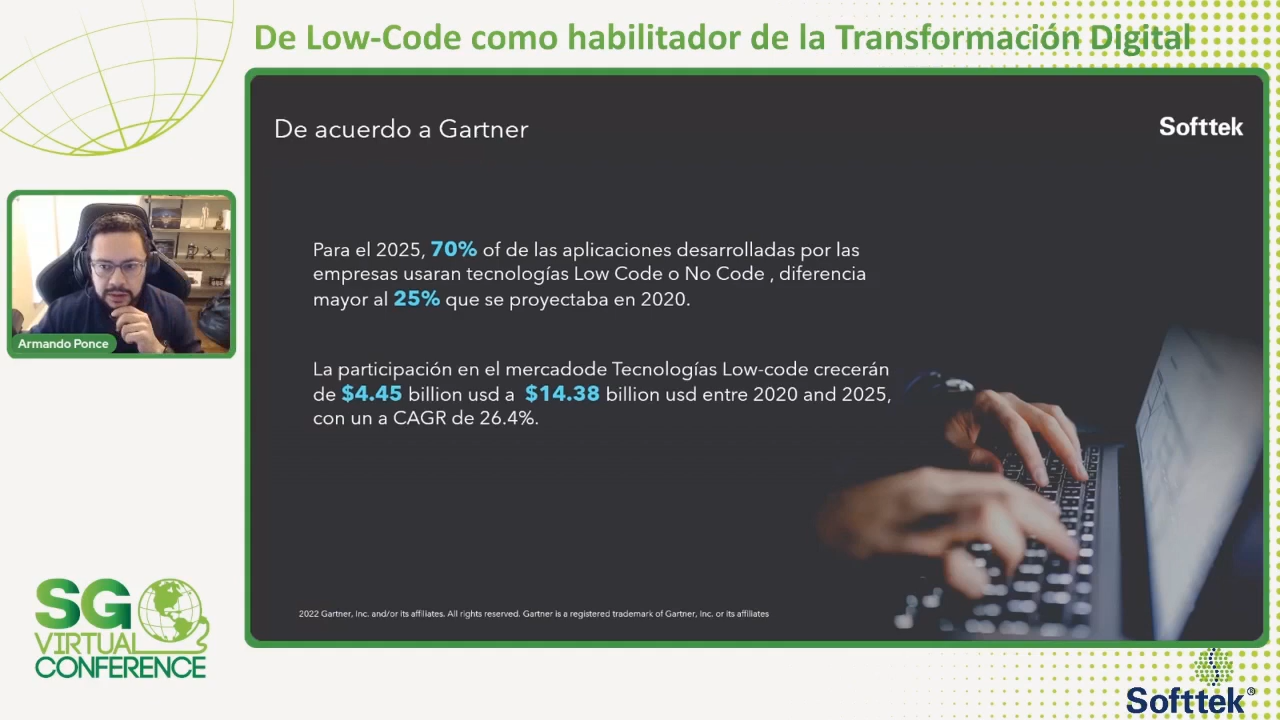 De Low-Code como habilitador de la Transformación Digital
De acuerdo a Gartner
Softtek
Para el 2025, 70% of de las aplicaciones desarrolladas por las
empresas usaran tecnologías Low Code o No Code , diferencia
mayor al 25% que se proyectaba en 2020.
La participación en el mercadode Tecnologías Low-code crecerán
de $4.45 billion usd a $14.38 billion usd entre 2020 and 2025,
con un a CAGR de 26.4%.
2022 Gartner, Inc. and/or its affiliates. All rights reserved. Gartner is a registered trademark of Gartner, Inc. or its affiliates
Armando Ponce
SG
VIRTUAL
CONFERENCE
Softtek®